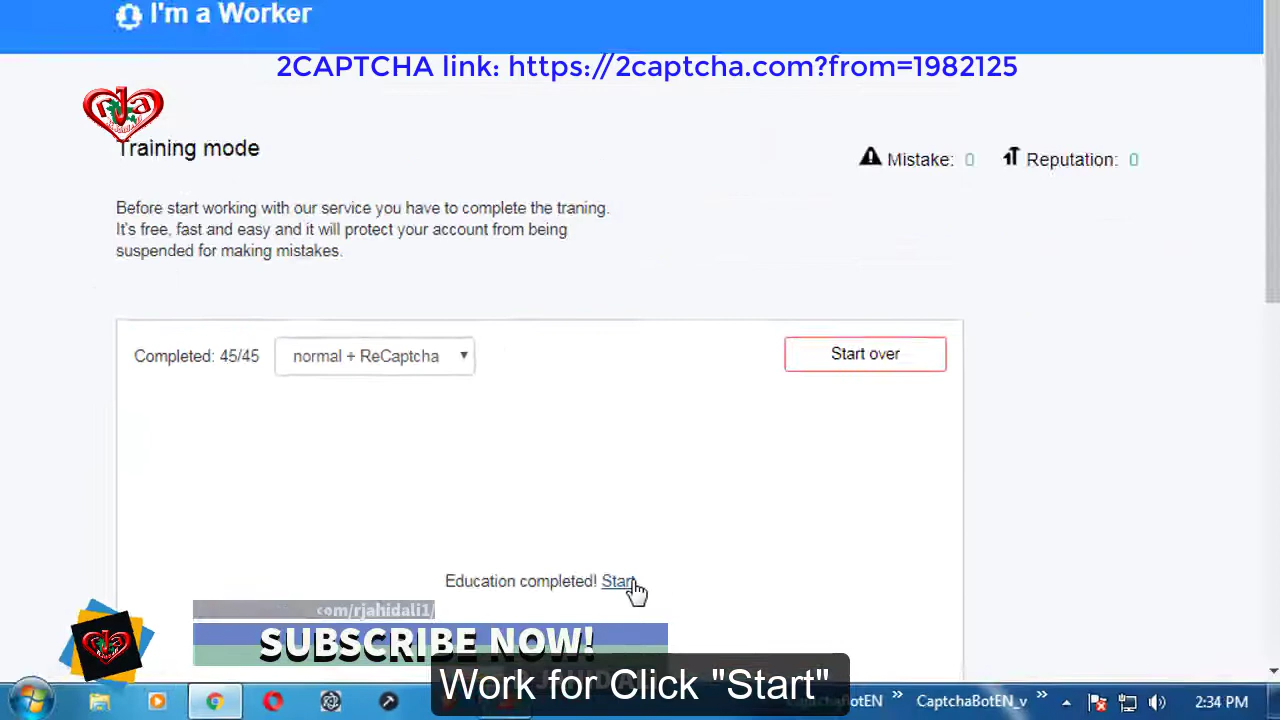 I'm a Worker
2CAPTCHA link: https://2captcha.com?from=1982125
rja
Training mode
Mistake: 0
Reputation: 0
Before start working with our service you have to complete the traning.
It's free, fast and easy and it will protect your account from being
suspended for making mistakes.
Completed: 45/45
normal + ReCaptcha
Start over
Education completed! Start
com/rjahidali1/
SUBSCRIBE NOW!
Work for Click "Start"
CaptchaBotEN_v
2:34 PM